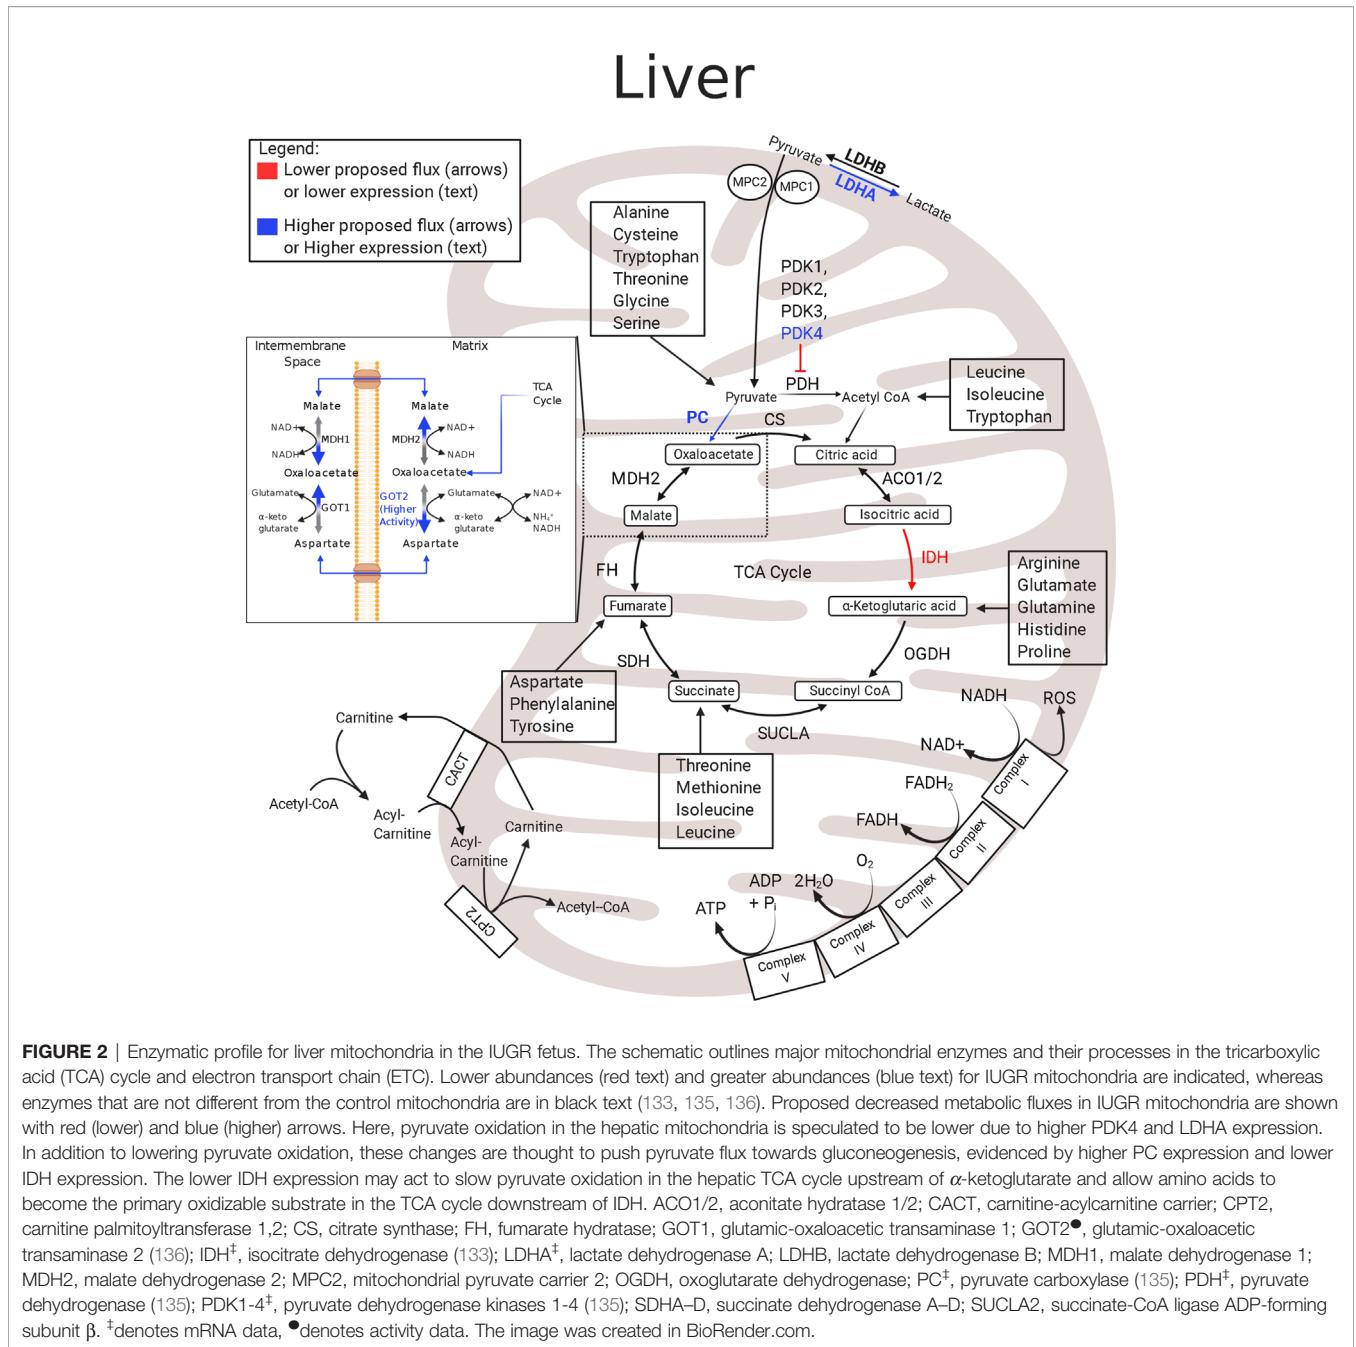 Liver
Legend:
Lower proposed flux (arrows)
or lower expression (text)
Higher proposed flux (arrows)
or Higher expression (text)
Pyruvate
LDHB
LDHA
Lactate
MPC2
MPC1
Alanine
Cysteine
Tryptophan
Threonine
Glycine
Serine
PDK1,
PDK2,
PDK3,
PDK4
PDH
Pyruvate
Acetyl CoA
Leucine
Isoleucine
Tryptophan
PC
CS
Oxaloacetate
Citric acid
MDH2
ACO1/2
Malate
Isocitric acid
IDH
FH
TCA Cycle
Arginine
Glutamate
Glutamine
Histidine
Proline
Fumarate
α-Ketoglutaric acid
SDH
OGDH
Aspartate
Phenylalanine
Tyrosine
Succinate
Succinyl CoA
SUCLA
Threonine
Methionine
Isoleucine
Leucine
Intermembrane
Space
Matrix
TCA
Cycle
Malate
Malate
NAD+
MDH1
NADH
MDH2
NAD+
NADH
Oxaloacetate
Oxaloacetate
Glutamate
GOT1
α-keto
glutarate
GOT2
(Higher
Activity)
Glutamate
α-keto
glutarate
NAD+
NH₄⁺
NADH
Aspartate
Aspartate
Carnitine
CACT
Acetyl-CoA
Acyl-
Carnitine
Acyl-
Carnitine
Carnitine
CPT2
Acetyl-CoA
NADH
ROS
NAD+
Complex
I
FADH₂
FADH
Complex
II
O₂
2H₂O
Complex
III
ADP
+ Pi
ATP
Complex
IV
Complex
V
FIGURE 2 | Enzymatic profile for liver mitochondria in the IUGR fetus. The schematic outlines major mitochondrial enzymes and their processes in the tricarboxylic
acid (TCA) cycle and electron transport chain (ETC). Lower abundances (red text) and greater abundances (blue text) for IUGR mitochondria are indicated, whereas
enzymes that are not different from the control mitochondria are in black text (133, 135, 136). Proposed decreased metabolic fluxes in IUGR mitochondria are shown
with red (lower) and blue (higher) arrows. Here, pyruvate oxidation in the hepatic mitochondria is speculated to be lower due to higher PDK4 and LDHA expression.
In addition to lowering pyruvate oxidation, these changes are thought to push pyruvate flux towards gluconeogenesis, evidenced by higher PC expression and lower
IDH expression. The lower IDH expression may act to slow pyruvate oxidation in the hepatic TCA cycle upstream of α-ketoglutarate and allow amino acids to
become the primary oxidizable substrate in the TCA cycle downstream of IDH. ACO1/2, aconitate hydratase 1/2; CACT, carnitine-acylcarnitine carrier; CPT2,
carnitine palmitoyltransferase 1,2; CS, citrate synthase; FH, fumarate hydratase; GOT1, glutamic-oxaloacetic transaminase 1; GOT2●, glutamic-oxaloacetic
transaminase 2 (136); IDH‡, isocitrate dehydrogenase (133); LDHA‡, lactate dehydrogenase A; LDHB, lactate dehydrogenase B; MDH1, malate dehydrogenase 1;
MDH2, malate dehydrogenase 2; MPC2, mitochondrial pyruvate carrier 2; OGDH, oxoglutarate dehydrogenase; PC‡, pyruvate carboxylase (135); PDH‡, pyruvate
dehydrogenase (135); PDK1-4‡, pyruvate dehydrogenase kinases 1-4 (135); SDHA–D, succinate dehydrogenase A–D; SUCLA2, succinate-CoA ligase ADP-forming
subunit β. ‡denotes mRNA data, ●denotes activity data. The image was created in BioRender.com.